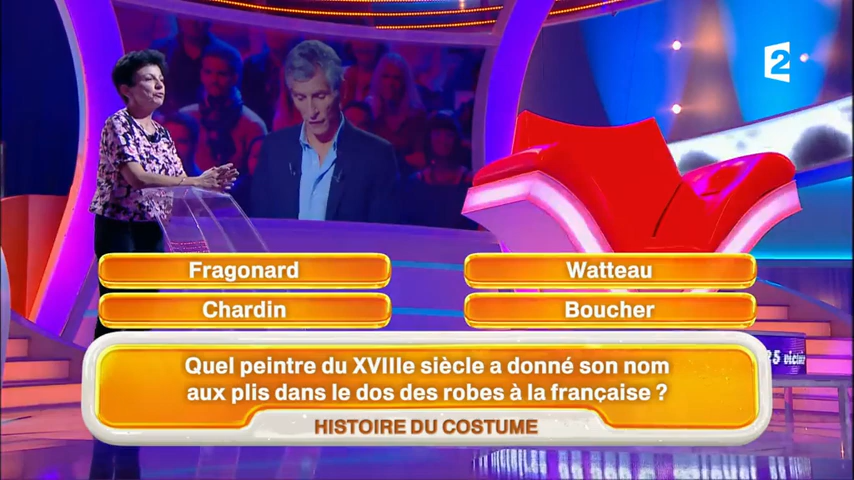 2
Fragonard
Watteau
Chardin
Boucher
Quel peintre du XVIIIe siècle a donné son nom
aux plis dans le dos des robes à la française ?
HISTOIRE DU COSTUME